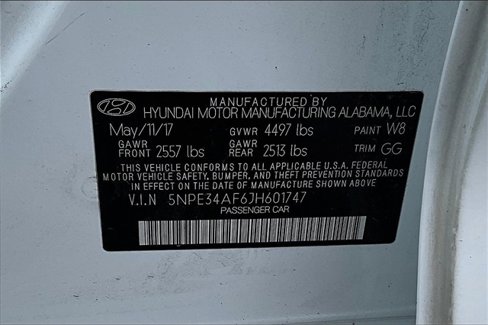 MANUFACTURED BY
HYUNDAI MOTOR MANUFACTURING ALABAMA, LLC
May/11/17 GVWR 4497 lbs PAINT W8
GAWR FRONT 2557 lbs GAWR REAR 2513 lbs TRIM GG
THIS VEHICLE CONFORMS TO ALL APPLICABLE U.S.A. FEDERAL
MOTOR VEHICLE SAFETY, BUMPER, AND
THEFT PREVENTION STANDARDS IN EFFECT ON THE
DATE OF MANUFACTURE SHOWN ABOVE.
V.I.N 5NPE34AF6JH601747
PASSENGER CAR